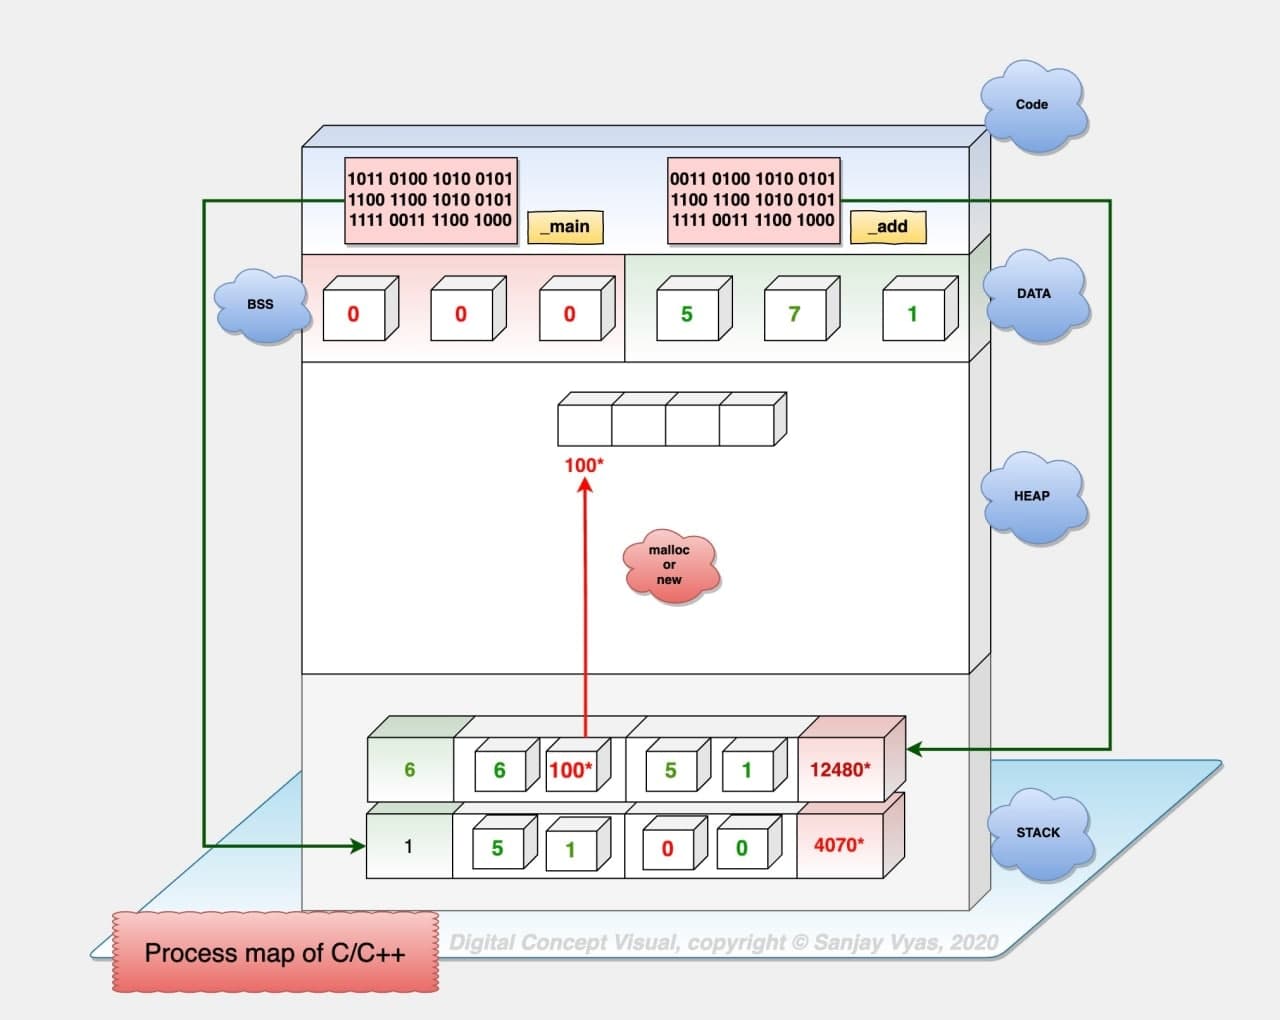 Code
1011 0100 1010 0101
1100 1100 1010 0101
1111 0011 1100 1000
_main
0011 0100 1010 0101
1100 1100 1010 0101
1111 0011 1100 1000
_add
BSS
0 0 0 5 7 1
DATA
100*
HEAP
malloc
or
new
6 6 100* 5 1 12480*
1 5 1 0 0 4070*
STACK
Process map of C/C++
Digital Concept Visual, copyright © Sanjay Vyas, 2020